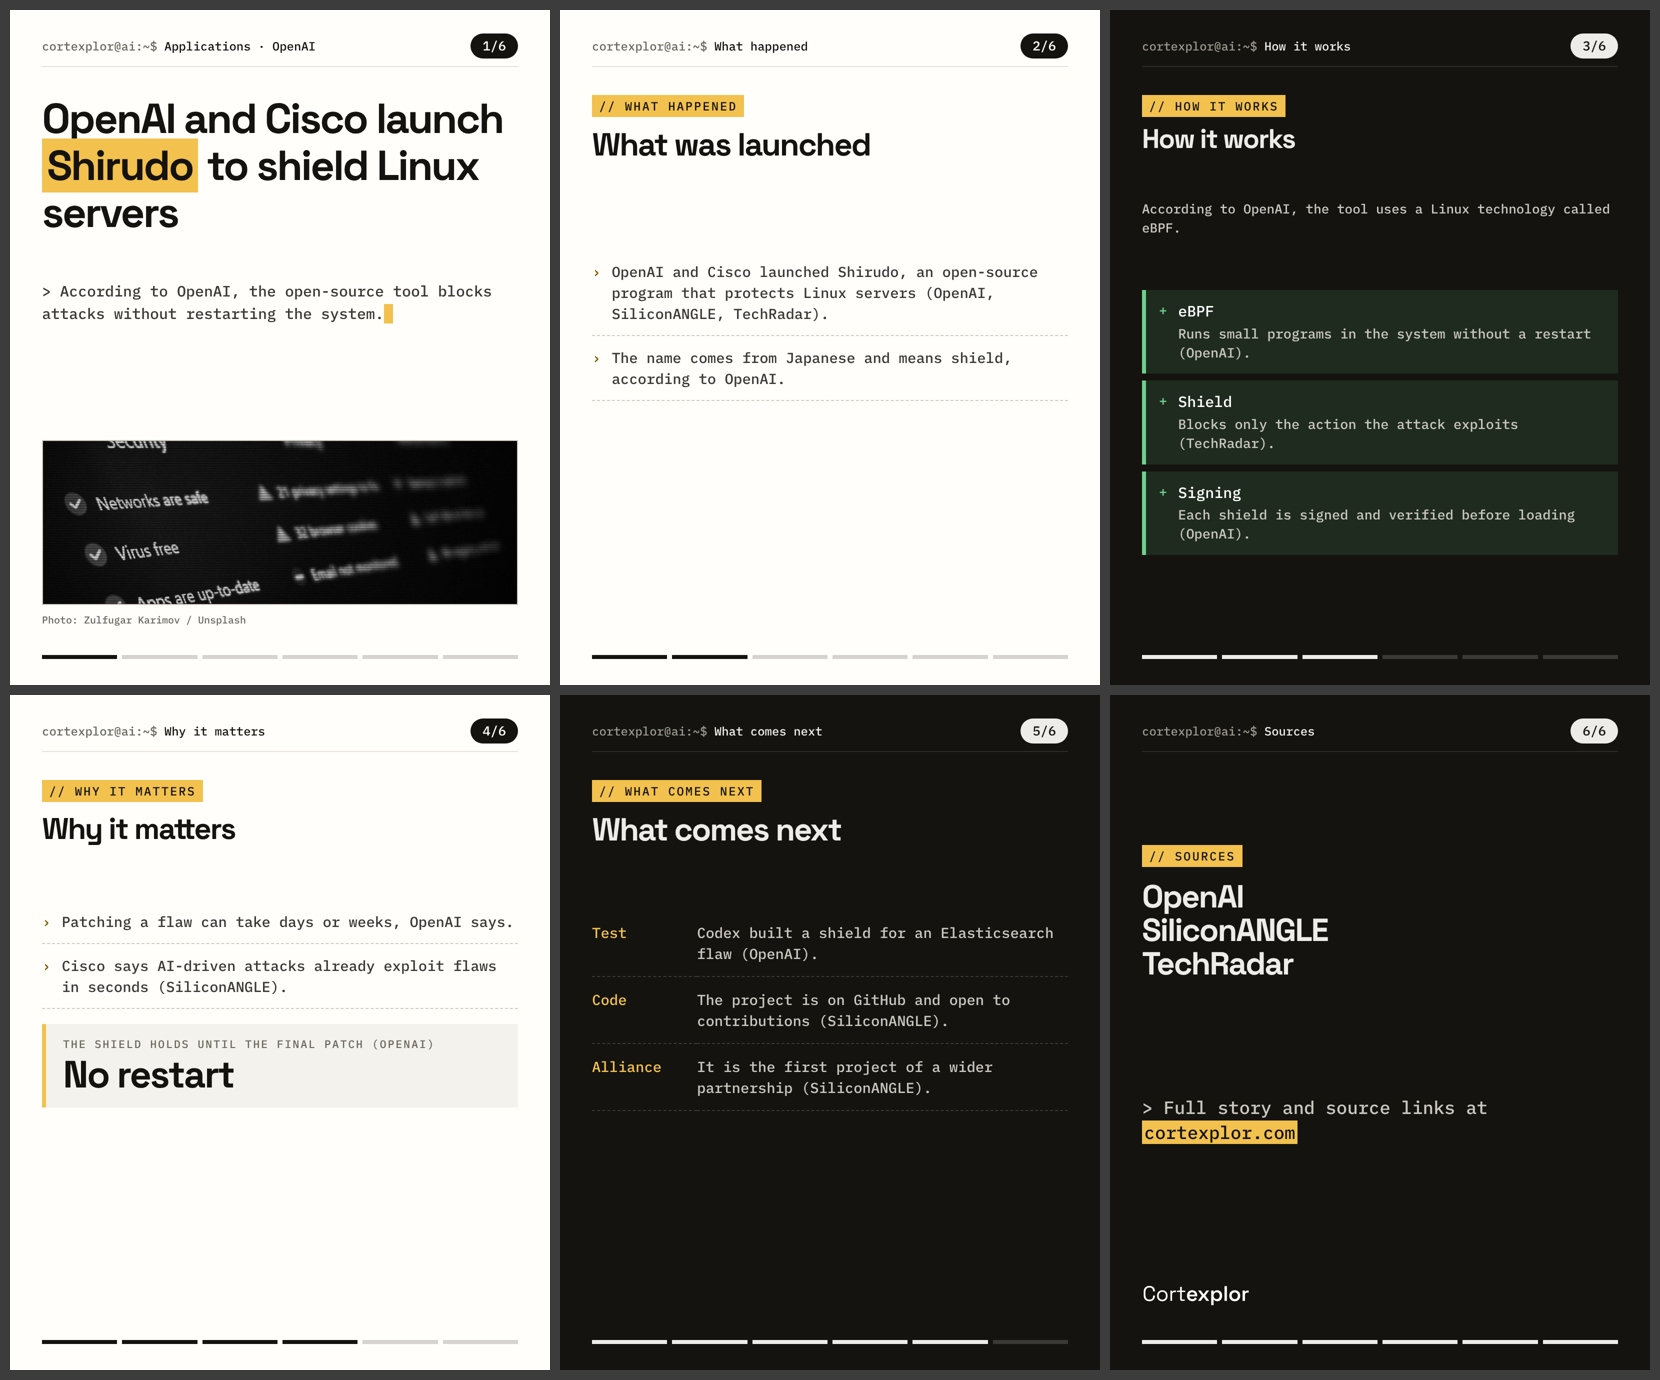 cortexplor@ai:~$ Applications · OpenAI
1/6
OpenAI and Cisco launch
Shirudo to shield Linux
servers
> According to OpenAI, the open-source tool blocks
attacks without restarting the system.
Security
Networks are safe
Virus free
Apps are up-to-date
Photo: Zulfugar Karimov / Unsplash
cortexplor@ai:~$ What happened
2/6
// WHAT HAPPENED
What was launched
› OpenAI and Cisco launched Shirudo, an open-source
program that protects Linux servers (OpenAI,
SiliconANGLE, TechRadar).
› The name comes from Japanese and means shield,
according to OpenAI.
cortexplor@ai:~$ How it works
3/6
// HOW IT WORKS
How it works
According to OpenAI, the tool uses a Linux technology called
eBPF.
+ eBPF
Runs small programs in the system without a restart
(OpenAI).
+ Shield
Blocks only the action the attack exploits
(TechRadar).
+ Signing
Each shield is signed and verified before loading
(OpenAI).
cortexplor@ai:~$ Why it matters
4/6
// WHY IT MATTERS
Why it matters
› Patching a flaw can take days or weeks, OpenAI says.
› Cisco says AI-driven attacks already exploit flaws
in seconds (SiliconANGLE).
THE SHIELD HOLDS UNTIL THE FINAL PATCH (OPENAI)
No restart
cortexplor@ai:~$ What comes next
5/6
// WHAT COMES NEXT
What comes next
Test Codex built a shield for an Elasticsearch
flaw (OpenAI).
Code The project is on GitHub and open to
contributions (SiliconANGLE).
Alliance It is the first project of a wider
partnership (SiliconANGLE).
cortexplor@ai:~$ Sources
6/6
// SOURCES
OpenAI
SiliconANGLE
TechRadar
> Full story and source links at
cortexplor.com
Cortexplor